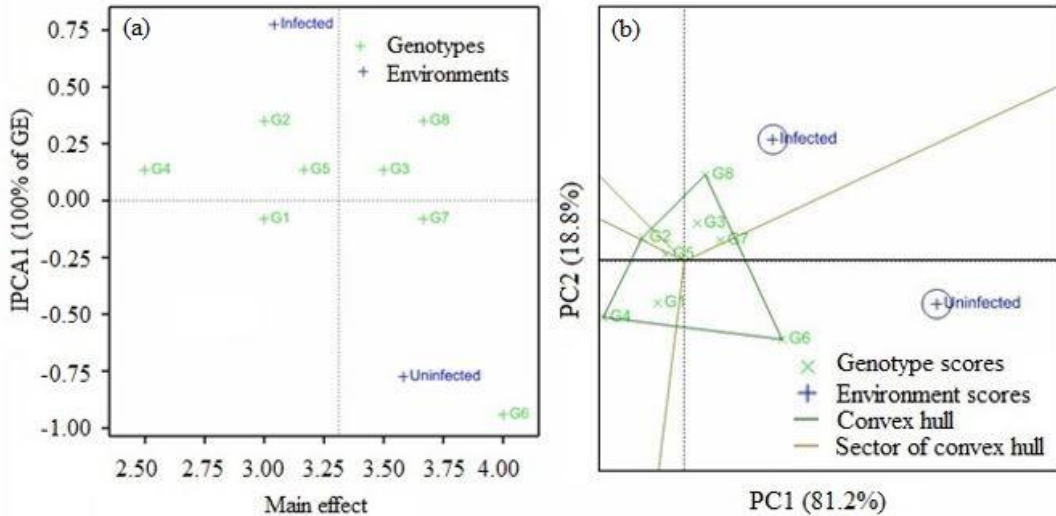 (a)
Infected
Genotypes
Environments
G2
G8
G4
G5
G3
G1
G7
Uninfected
G6
0.75
0.50
0.25
0.00
-0.25
-0.50
-0.75
-1.00
IPCA1 (100% of GE)
2.50 2.75 3.00 3.25 3.50 3.75 4.00
Main effect
(b)
Infected
G8
G3
G2
G7
G5
G1
Uninfected
G4
G6
Genotype scores
Environment scores
Convex hull
Sector of convex hull
PC2 (18.8%)
PC1 (81.2%)